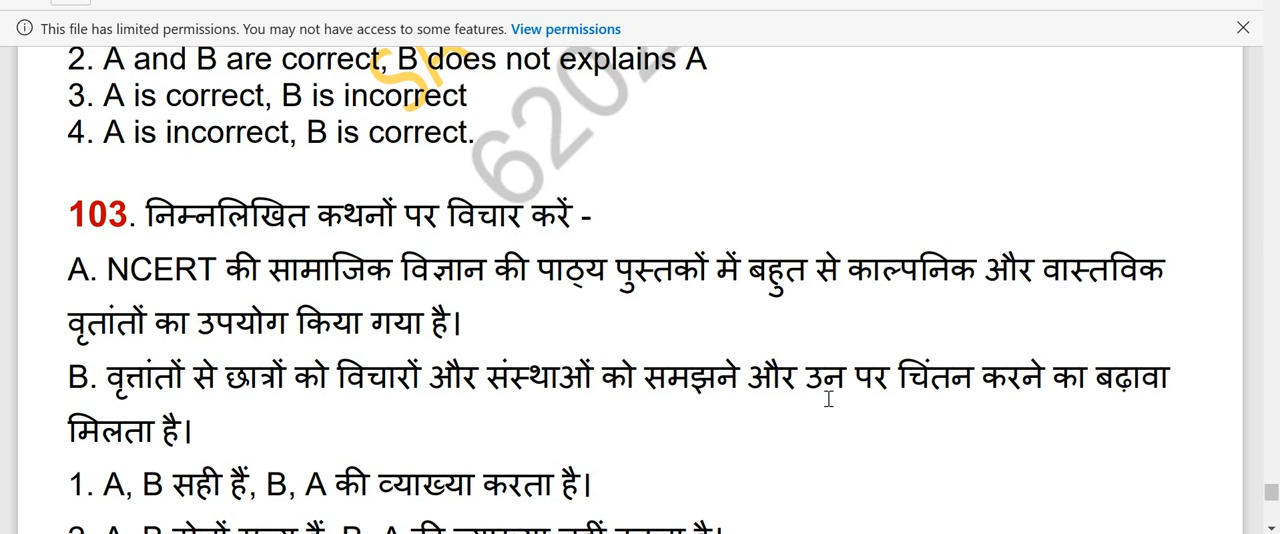 This file has limited permissions. You may not have access to some features. View permissions
2. A and B are correct, B does not explains A
3. A is correct, B is incorrect
4. A is incorrect, B is correct.
620
103. निम्नलिखित कथनों पर विचार करें -
A. NCERT की सामाजिक विज्ञान की पाठ्य पुस्तकों में बहुत से काल्पनिक और वास्तविक
वृतांतों का उपयोग किया गया है।
B. वृत्तांतों से छात्रों को विचारों और संस्थाओं को समझने और उन पर चिंतन करने का बढ़ावा
मिलता है।
1. A, B सही हैं, B, A की व्याख्या करता है।